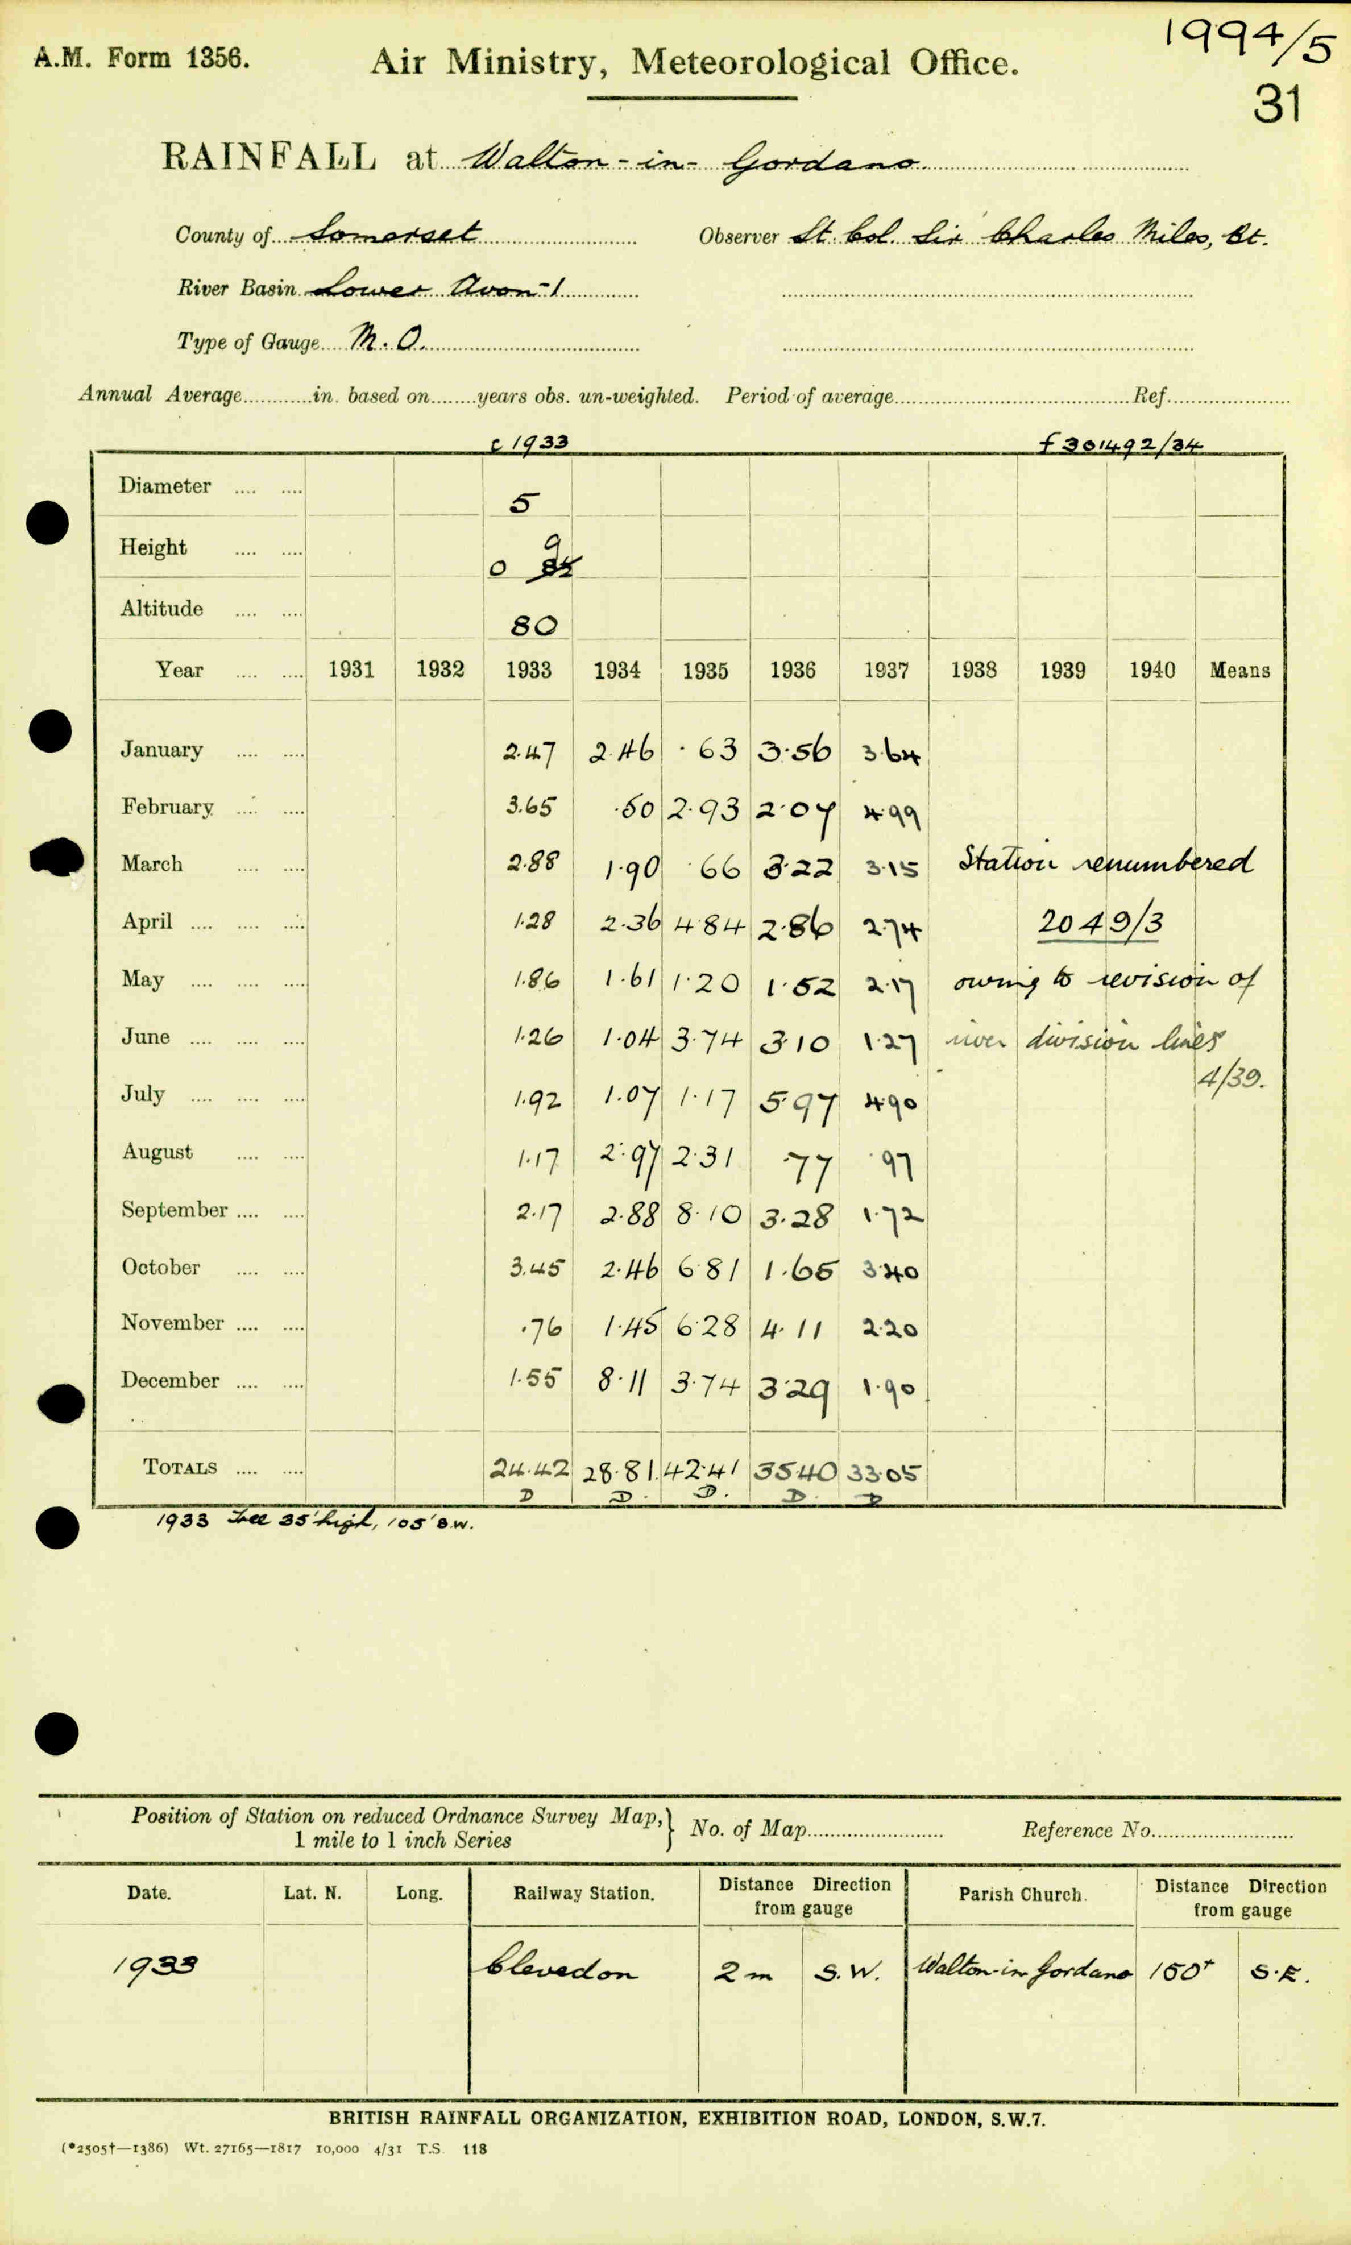 1994/5
A.M. Form 1356. Air Ministry, Meteorological Office.
31
RAINFALL at Walton-in-Gordano
County of Somerset Observer Lt. Col. Sir Charles Miles, Bt.
River Basin Lower Avon-1
Type of Gauge M.O.
Annual Average in. based on years obs. un-weighted. Period of average Ref.
c 1933 f 301492/34
Diameter 5
Height 0 9
Altitude 80
Year 1931 1932 1933 1934 1935 1936 1937 1938 1939 1940 Means
January 2.47 2.46 .63 3.56 3.64
February 3.65 .50 2.93 2.07 4.99
March 2.88 1.90 .66 3.22 3.15 Station renumbered
April 1.28 2.36 4.84 2.86 2.74 2049/3
May 1.86 1.61 1.20 1.52 2.17 owing to revision of
June 1.26 1.04 3.74 3.10 1.27 river division lines
4/39.
July 1.92 1.07 1.17 5.97 4.90
August 1.17 2.97 2.31 .77 .97
September 2.17 2.88 8.10 3.28 1.72
October 3.45 2.46 6.81 1.65 3.40
November .76 1.45 6.28 4.11 2.20
December 1.55 8.11 3.74 3.29 1.90
TOTALS 24.42 28.81 42.41 35.40 33.05
D D. D. D. D
1933 Tree 35' high, 105' S.W.
Position of Station on reduced Ordnance Survey Map,} No. of Map Reference No.
1 mile to 1 inch Series
Date. Lat. N. Long. Railway Station. Distance Direction from gauge Parish Church. Distance Direction from gauge
1933 Clevedon 2 m S.W. Walton-in-Gordano 150+ S.E.
BRITISH RAINFALL ORGANIZATION, EXHIBITION ROAD, LONDON, S.W.7.
(*2505†—1386) Wt. 27165—1817 10,000 4/31 T.S. 118